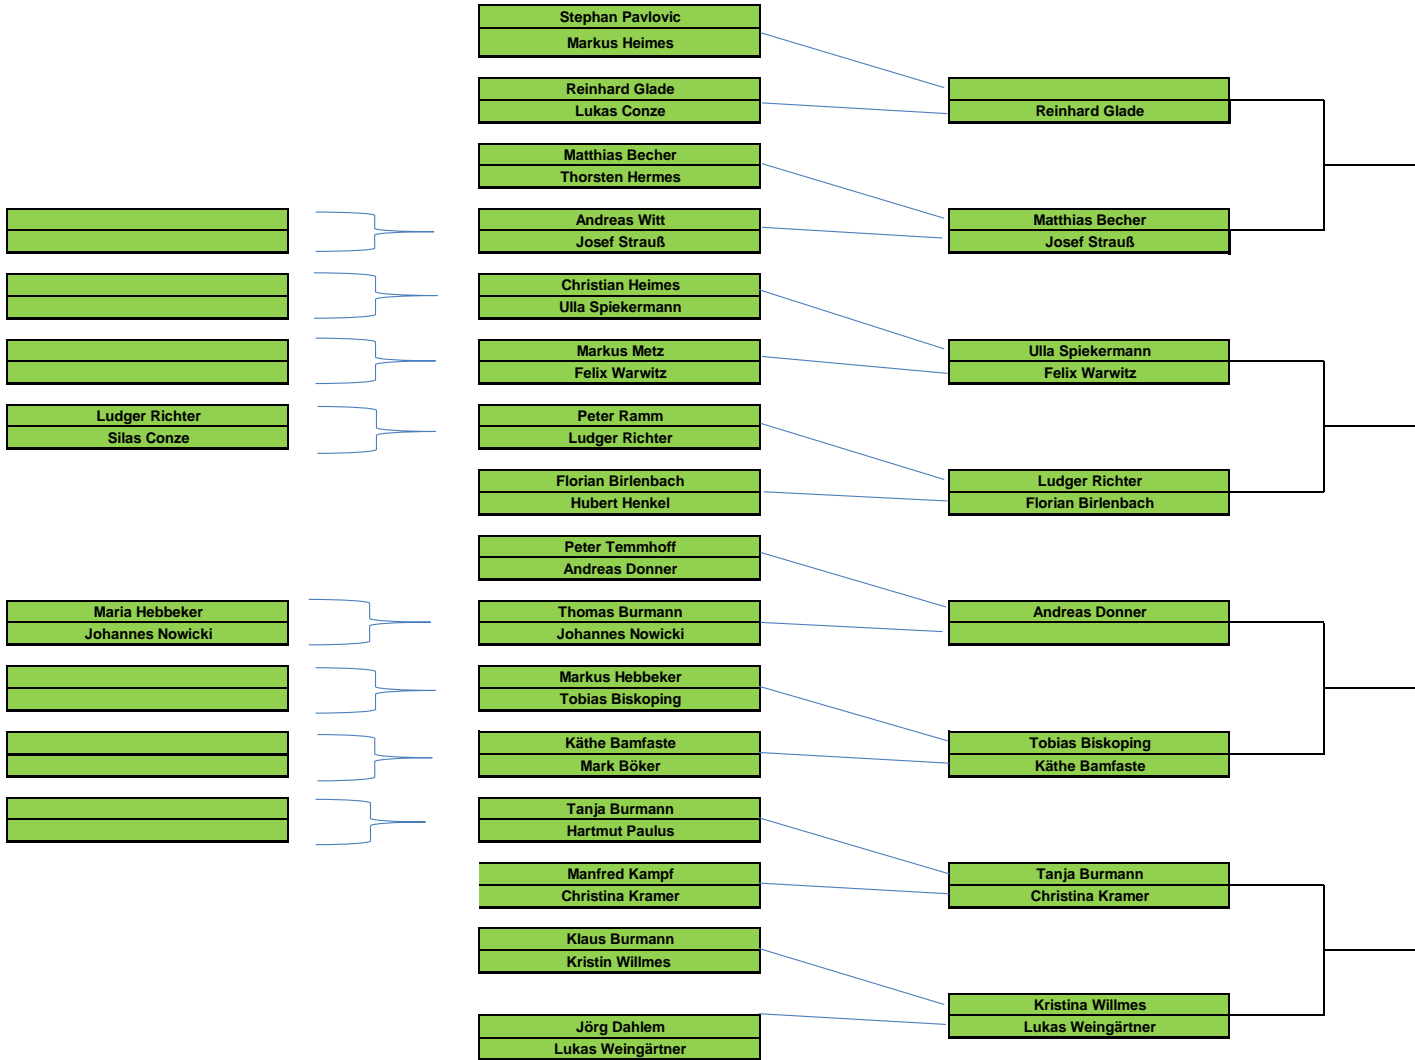 Stephan Pavlovic
Markus Heimes
Reinhard Glade
Lukas Conze
Reinhard Glade
Matthias Becher
Thorsten Hermes
Andreas Witt
Josef Strauß
Matthias Becher
Josef Strauß
Christian Heimes
Ulla Spiekermann
Markus Metz
Felix Warwitz
Ulla Spiekermann
Felix Warwitz
Ludger Richter
Silas Conze
Peter Ramm
Ludger Richter
Florian Birlenbach
Hubert Henkel
Ludger Richter
Florian Birlenbach
Peter Temmhoff
Andreas Donner
Maria Hebbeker
Johannes Nowicki
Thomas Burmann
Johannes Nowicki
Andreas Donner
Markus Hebbeker
Tobias Biskoping
Käthe Bamfaste
Mark Böker
Tobias Biskoping
Käthe Bamfaste
Tanja Burmann
Hartmut Paulus
Manfred Kampf
Christina Kramer
Tanja Burmann
Christina Kramer
Klaus Burmann
Kristin Willmes
Kristina Willmes
Lukas Weingärtner
Jörg Dahlem
Lukas Weingärtner